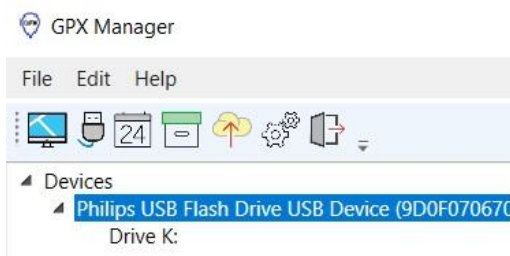 GPX Manager
File Edit Help
24
Devices
Philips USB Flash Drive USB Device (9D0F070670
Drive K: